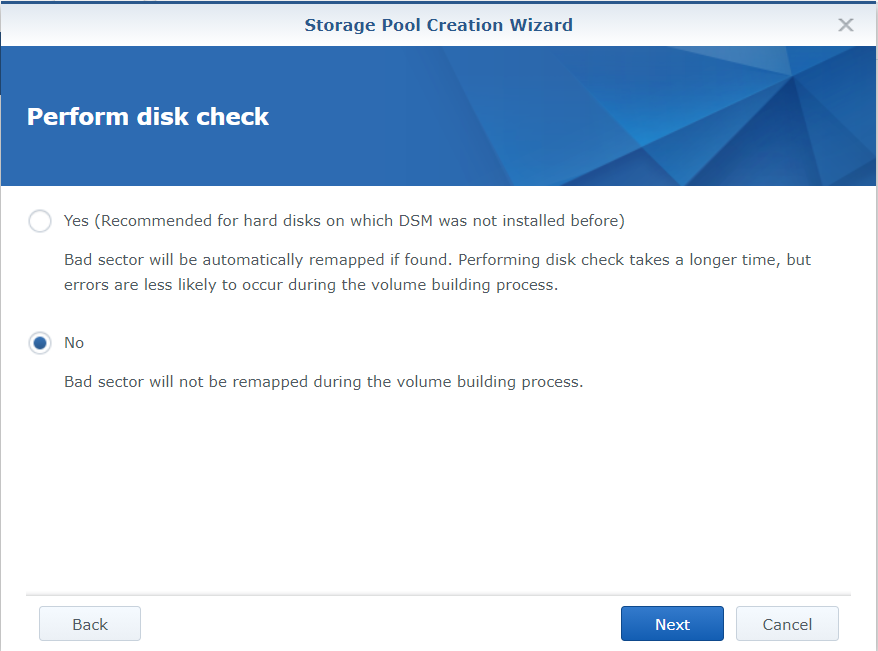 Storage Pool Creation Wizard
Perform disk check
Yes (Recommended for hard disks on which DSM was not installed before)
Bad sector will be automatically remapped if found. Performing disk check takes a longer time, but
errors are less likely to occur during the volume building process.
No
Bad sector will not be remapped during the volume building process.
Back
Next
Cancel